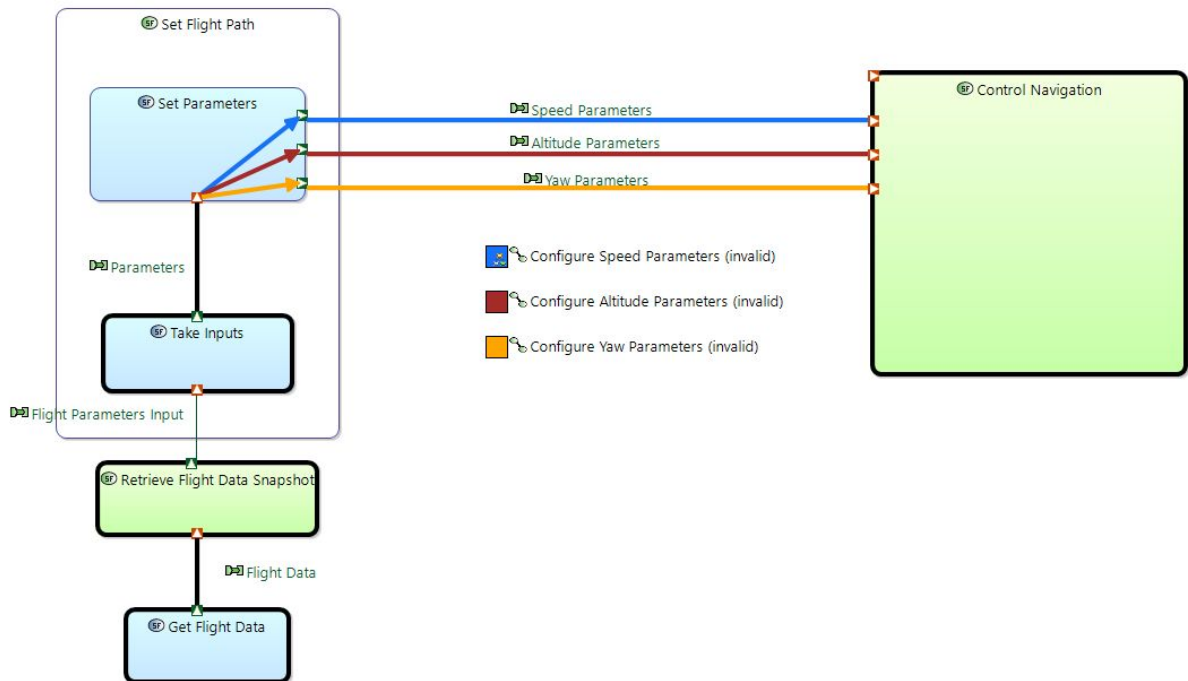 Set Flight Path
Set Parameters
Control Navigation
Speed Parameters
Altitude Parameters
Yaw Parameters
Parameters
Configure Speed Parameters (invalid)
Configure Altitude Parameters (invalid)
Configure Yaw Parameters (invalid)
Take Inputs
Flight Parameters Input
Retrieve Flight Data Snapshot
Flight Data
Get Flight Data